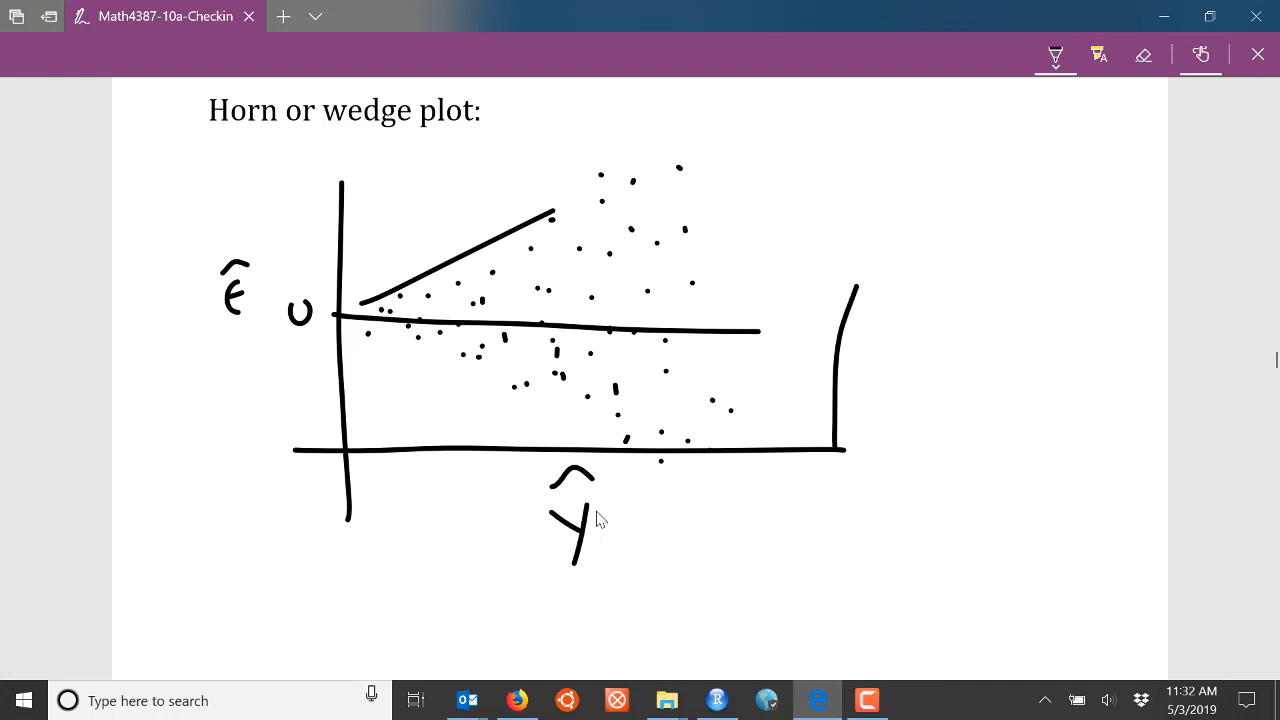 Math4387-10a-Checkin
Horn or wedge plot:
ε̂
0
ŷ
Type here to search
11:32 AM
5/3/2019